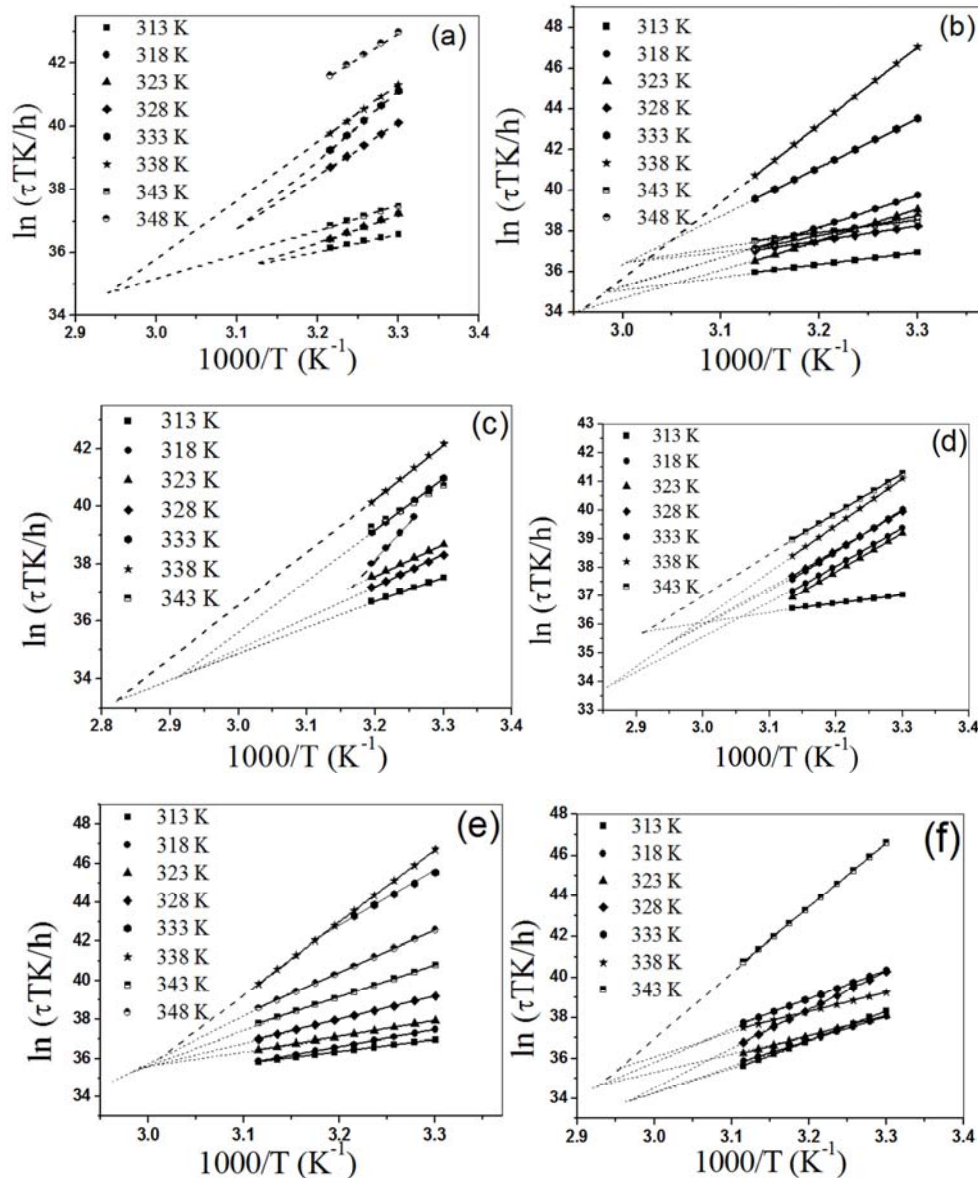 (a)
313 K
318 K
323 K
328 K
333 K
338 K
343 K
348 K
ln (τTK/h)
42
40
38
36
34
2.9 3.0 3.1 3.2 3.3 3.4
1000/T (K⁻¹)
(b)
313 K
318 K
323 K
328 K
333 K
338 K
343 K
348 K
ln (τTK/h)
48
46
44
42
40
38
36
34
3.0 3.1 3.2 3.3
1000/T (K⁻¹)
(c)
313 K
318 K
323 K
328 K
333 K
338 K
343 K
ln (τTK/h)
42
40
38
36
34
2.8 2.9 3.0 3.1 3.2 3.3 3.4
1000/T (K⁻¹)
(d)
313 K
318 K
323 K
328 K
333 K
338 K
343 K
ln (τTK/h)
43
42
41
40
39
38
37
36
35
34
33
2.9 3.0 3.1 3.2 3.3 3.4
1000/T (K⁻¹)
(e)
313 K
318 K
323 K
328 K
333 K
338 K
343 K
348 K
ln (τTK/h)
48
46
44
42
40
38
36
34
3.0 3.1 3.2 3.3
1000/T (K⁻¹)
(f)
313 K
318 K
323 K
328 K
333 K
338 K
343 K
ln (τTK/h)
48
46
44
42
40
38
36
34
2.9 3.0 3.1 3.2 3.3 3.4
1000/T (K⁻¹)